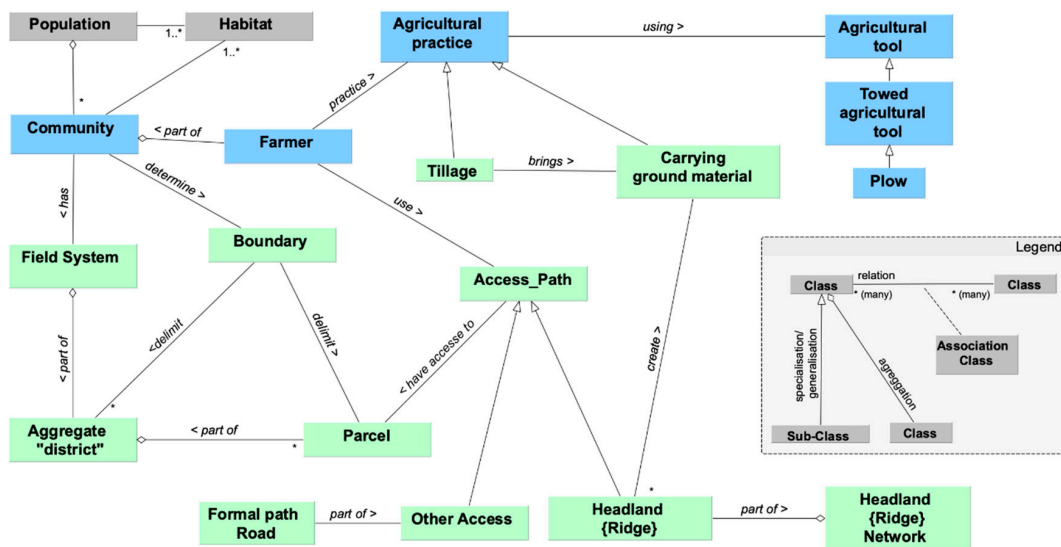 Population
Habitat
1..*
1..*
*
Agricultural
practice
using >
Agricultural
tool
practice >
Towed
agricultural
tool
Community
< part of
Farmer
Plow
Tillage
brings >
Carrying
ground material
< has
determine >
use >
Field System
Boundary
Access_Path
create >
< part of
<delimit
delimit >
< have accesse to
*
Aggregate
"district"
< part of
*
Parcel
Formal path
Road
part of >
Other Access
*
Headland
{Ridge}
part of >
Headland
{Ridge}
Network
Legend
Class
relation
* (many)
* (many)
Class
Association
Class
specialisation/
generalisation
agreggation
Sub-Class
Class